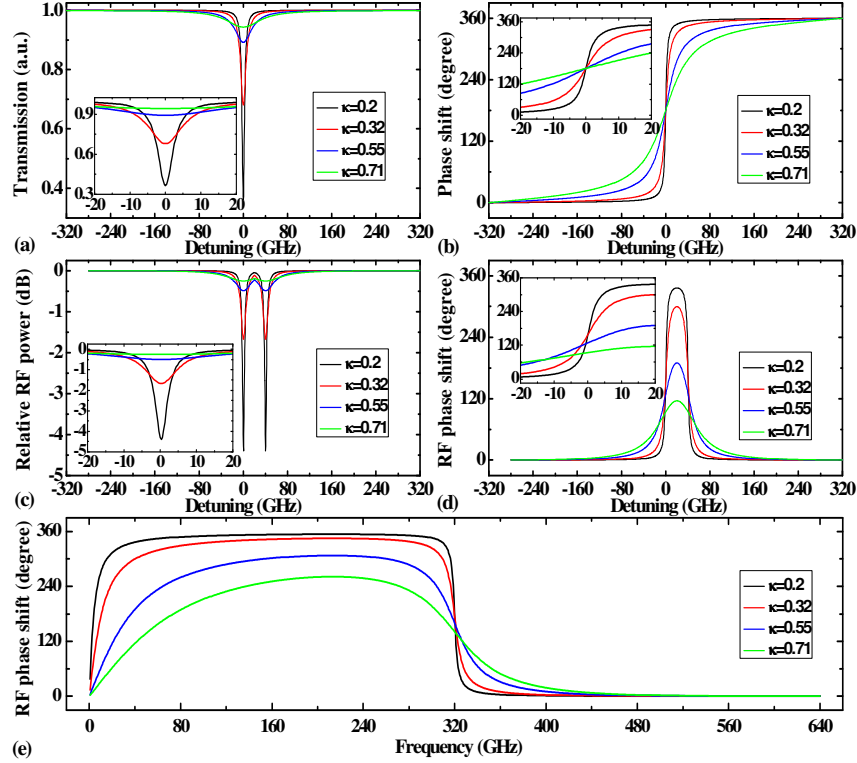 1.0
0.8
0.6
0.4
Transmission (a.u.)
0.9
0.6
0.3
-20 -10 0 10 20
κ=0.2
κ=0.32
κ=0.55
κ=0.71
-320 -240 -160 -80 0 80 160 240 320
(a) Detuning (GHz)
360
240
120
0
Phase shift (degree)
360
240
120
0
-20 -10 0 10 20
κ=0.2
κ=0.32
κ=0.55
κ=0.71
-320 -240 -160 -80 0 80 160 240 320
(b) Detuning (GHz)
0
-1
-2
-3
-4
-5
Relative RF power (dB)
0
-1
-2
-3
-4
-5
-20 -10 0 10 20
κ=0.2
κ=0.32
κ=0.55
κ=0.71
-320 -240 -160 -80 0 80 160 240 320
(c) Detuning (GHz)
360
240
120
0
RF phase shift (degree)
360
240
120
0
-20 -10 0 10 20
κ=0.2
κ=0.32
κ=0.55
κ=0.71
-320 -240 -160 -80 0 80 160 240 320
(d) Detuning (GHz)
360
240
120
0
RF phase shift (degree)
κ=0.2
κ=0.32
κ=0.55
κ=0.71
0 80 160 240 320 400 480 560 640
(e) Frequency (GHz)